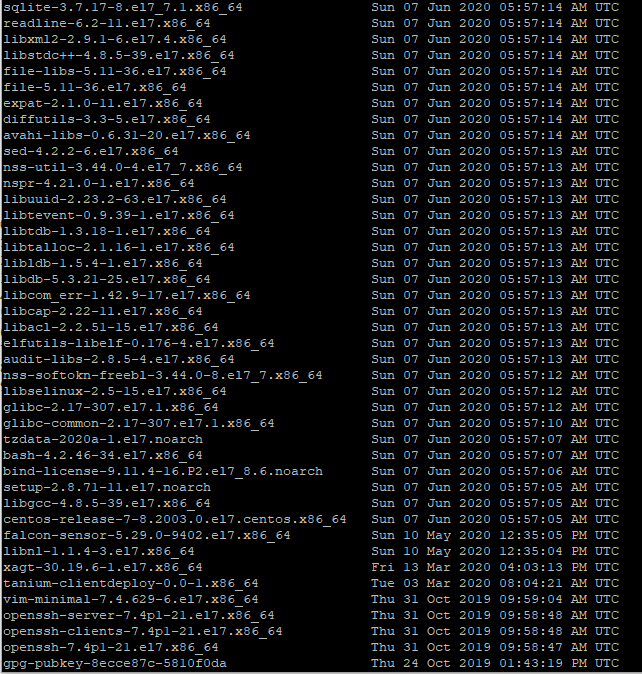 sqlite-3.7.17-8.el7_7.1.x86_64 Sun 07 Jun 2020 05:57:14 AM UTC
readline-6.2-11.el7.x86_64 Sun 07 Jun 2020 05:57:14 AM UTC
libxml2-2.9.1-6.el7.4.x86_64 Sun 07 Jun 2020 05:57:14 AM UTC
libstdc++-4.8.5-39.el7.x86_64 Sun 07 Jun 2020 05:57:14 AM UTC
file-libs-5.11-36.el7.x86_64 Sun 07 Jun 2020 05:57:14 AM UTC
file-5.11-36.el7.x86_64 Sun 07 Jun 2020 05:57:14 AM UTC
expat-2.1.0-11.el7.x86_64 Sun 07 Jun 2020 05:57:14 AM UTC
diffutils-3.3-5.el7.x86_64 Sun 07 Jun 2020 05:57:14 AM UTC
avahi-libs-0.6.31-20.el7.x86_64 Sun 07 Jun 2020 05:57:14 AM UTC
sed-4.2.2-6.el7.x86_64 Sun 07 Jun 2020 05:57:13 AM UTC
nss-util-3.44.0-4.el7_7.x86_64 Sun 07 Jun 2020 05:57:13 AM UTC
nspr-4.21.0-1.el7.x86_64 Sun 07 Jun 2020 05:57:13 AM UTC
libuuid-2.23.2-63.el7.x86_64 Sun 07 Jun 2020 05:57:13 AM UTC
libtevent-0.9.39-1.el7.x86_64 Sun 07 Jun 2020 05:57:13 AM UTC
libtdb-1.3.18-1.el7.x86_64 Sun 07 Jun 2020 05:57:13 AM UTC
libtalloc-2.1.16-1.el7.x86_64 Sun 07 Jun 2020 05:57:13 AM UTC
libldb-1.5.4-1.el7.x86_64 Sun 07 Jun 2020 05:57:13 AM UTC
libdb-5.3.21-25.el7.x86_64 Sun 07 Jun 2020 05:57:13 AM UTC
libcom_err-1.42.9-17.el7.x86_64 Sun 07 Jun 2020 05:57:13 AM UTC
libcap-2.22-11.el7.x86_64 Sun 07 Jun 2020 05:57:13 AM UTC
libacl-2.2.51-15.el7.x86_64 Sun 07 Jun 2020 05:57:13 AM UTC
elfutils-libelf-0.176-4.el7.x86_64 Sun 07 Jun 2020 05:57:13 AM UTC
audit-libs-2.8.5-4.el7.x86_64 Sun 07 Jun 2020 05:57:13 AM UTC
nss-softokn-freebl-3.44.0-8.el7_7.x86_64 Sun 07 Jun 2020 05:57:12 AM UTC
libselinux-2.5-15.el7.x86_64 Sun 07 Jun 2020 05:57:12 AM UTC
glibc-2.17-307.el7.1.x86_64 Sun 07 Jun 2020 05:57:12 AM UTC
glibc-common-2.17-307.el7.1.x86_64 Sun 07 Jun 2020 05:57:10 AM UTC
tzdata-2020a-1.el7.noarch Sun 07 Jun 2020 05:57:07 AM UTC
bash-4.2.46-34.el7.x86_64 Sun 07 Jun 2020 05:57:07 AM UTC
bind-license-9.11.4-16.P2.el7_8.6.noarch Sun 07 Jun 2020 05:57:06 AM UTC
setup-2.8.71-11.el7.noarch Sun 07 Jun 2020 05:57:05 AM UTC
libgcc-4.8.5-39.el7.x86_64 Sun 07 Jun 2020 05:57:05 AM UTC
centos-release-7-8.2003.0.el7.centos.x86_64 Sun 07 Jun 2020 05:57:05 AM UTC
falcon-sensor-5.29.0-9402.el7.x86_64 Sun 10 May 2020 12:35:05 PM UTC
libnl-1.1.4-3.el7.x86_64 Sun 10 May 2020 12:35:04 PM UTC
xagt-30.19.6-1.el7.x86_64 Fri 13 Mar 2020 04:03:13 PM UTC
tanium-clientdeploy-0.0-1.x86_64 Tue 03 Mar 2020 08:04:21 AM UTC
vim-minimal-7.4.629-6.el7.x86_64 Thu 31 Oct 2019 09:59:04 AM UTC
openssh-server-7.4p1-21.el7.x86_64 Thu 31 Oct 2019 09:58:48 AM UTC
openssh-clients-7.4p1-21.el7.x86_64 Thu 31 Oct 2019 09:58:48 AM UTC
openssh-7.4p1-21.el7.x86_64 Thu 31 Oct 2019 09:58:47 AM UTC
gpg-pubkey-8ecce87c-5810f0da Thu 24 Oct 2019 01:43:19 PM UTC